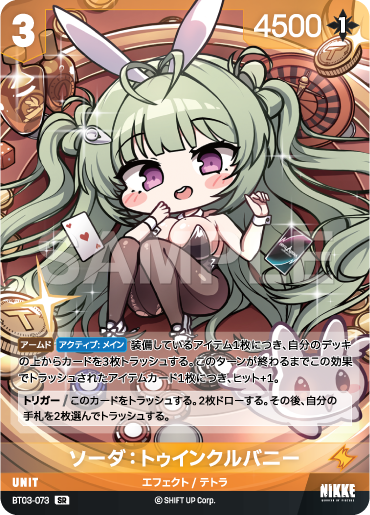 3
4500
1
SAMPLE
アームド アクティブ:メイン 装備しているアイテム1枚につき、自分のデッキ
の上からカードを3枚トラッシュする。このターンが終わるまでこの効果
でトラッシュされたアイテムカード1枚につき、ヒット+1。
トリガー / このカードをトラッシュする。2枚ドローする。その後、自分の
手札を2枚選んでトラッシュする。
ソーダ：トゥインクルバニー
UNIT
エフェクト / テトラ
NIKKE
BT03-073 SR
© SHIFT UP Corp.